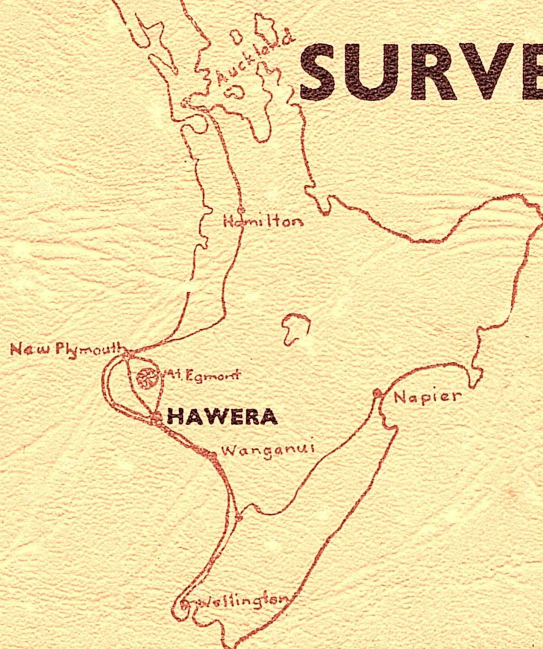 Auckland
SURVE
Hamilton
New Plymouth
Mt. Egmont
HAWERA
Napier
Wanganui
Wellington